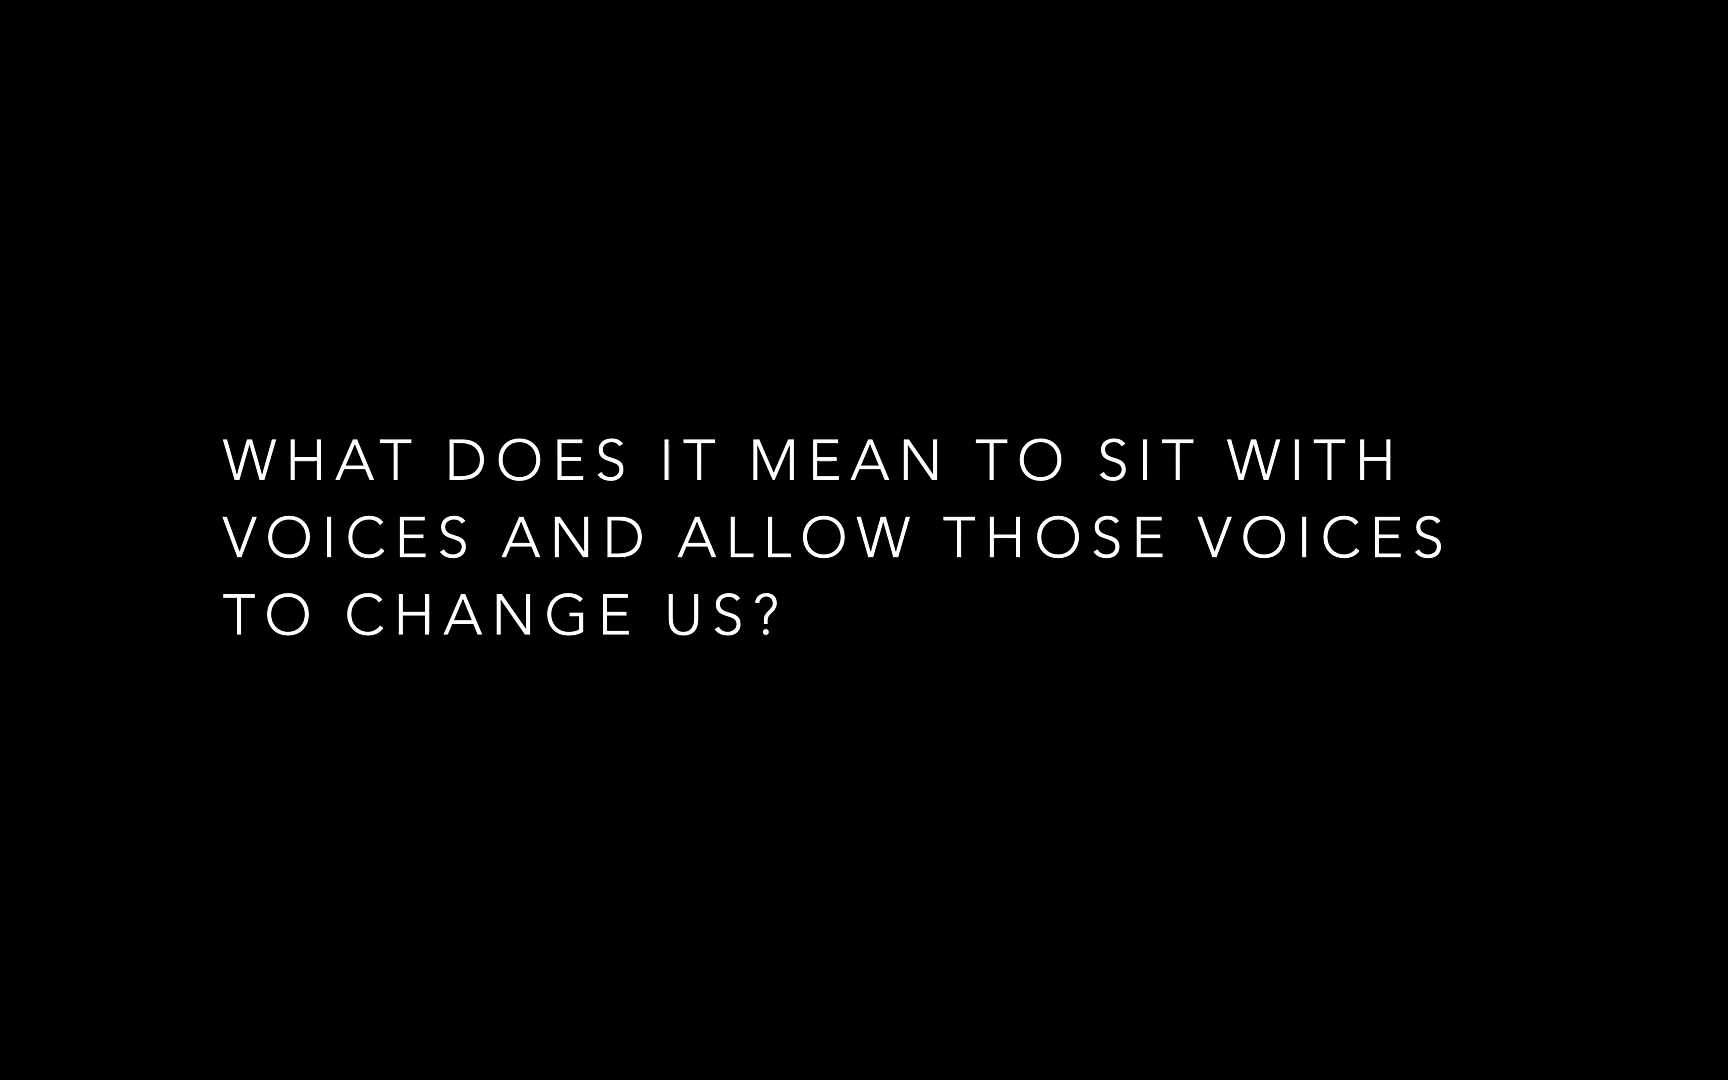 WHAT DOES IT MEAN TO SIT WITH
VOICES AND ALLOW THOSE VOICES
TO CHANGE US?